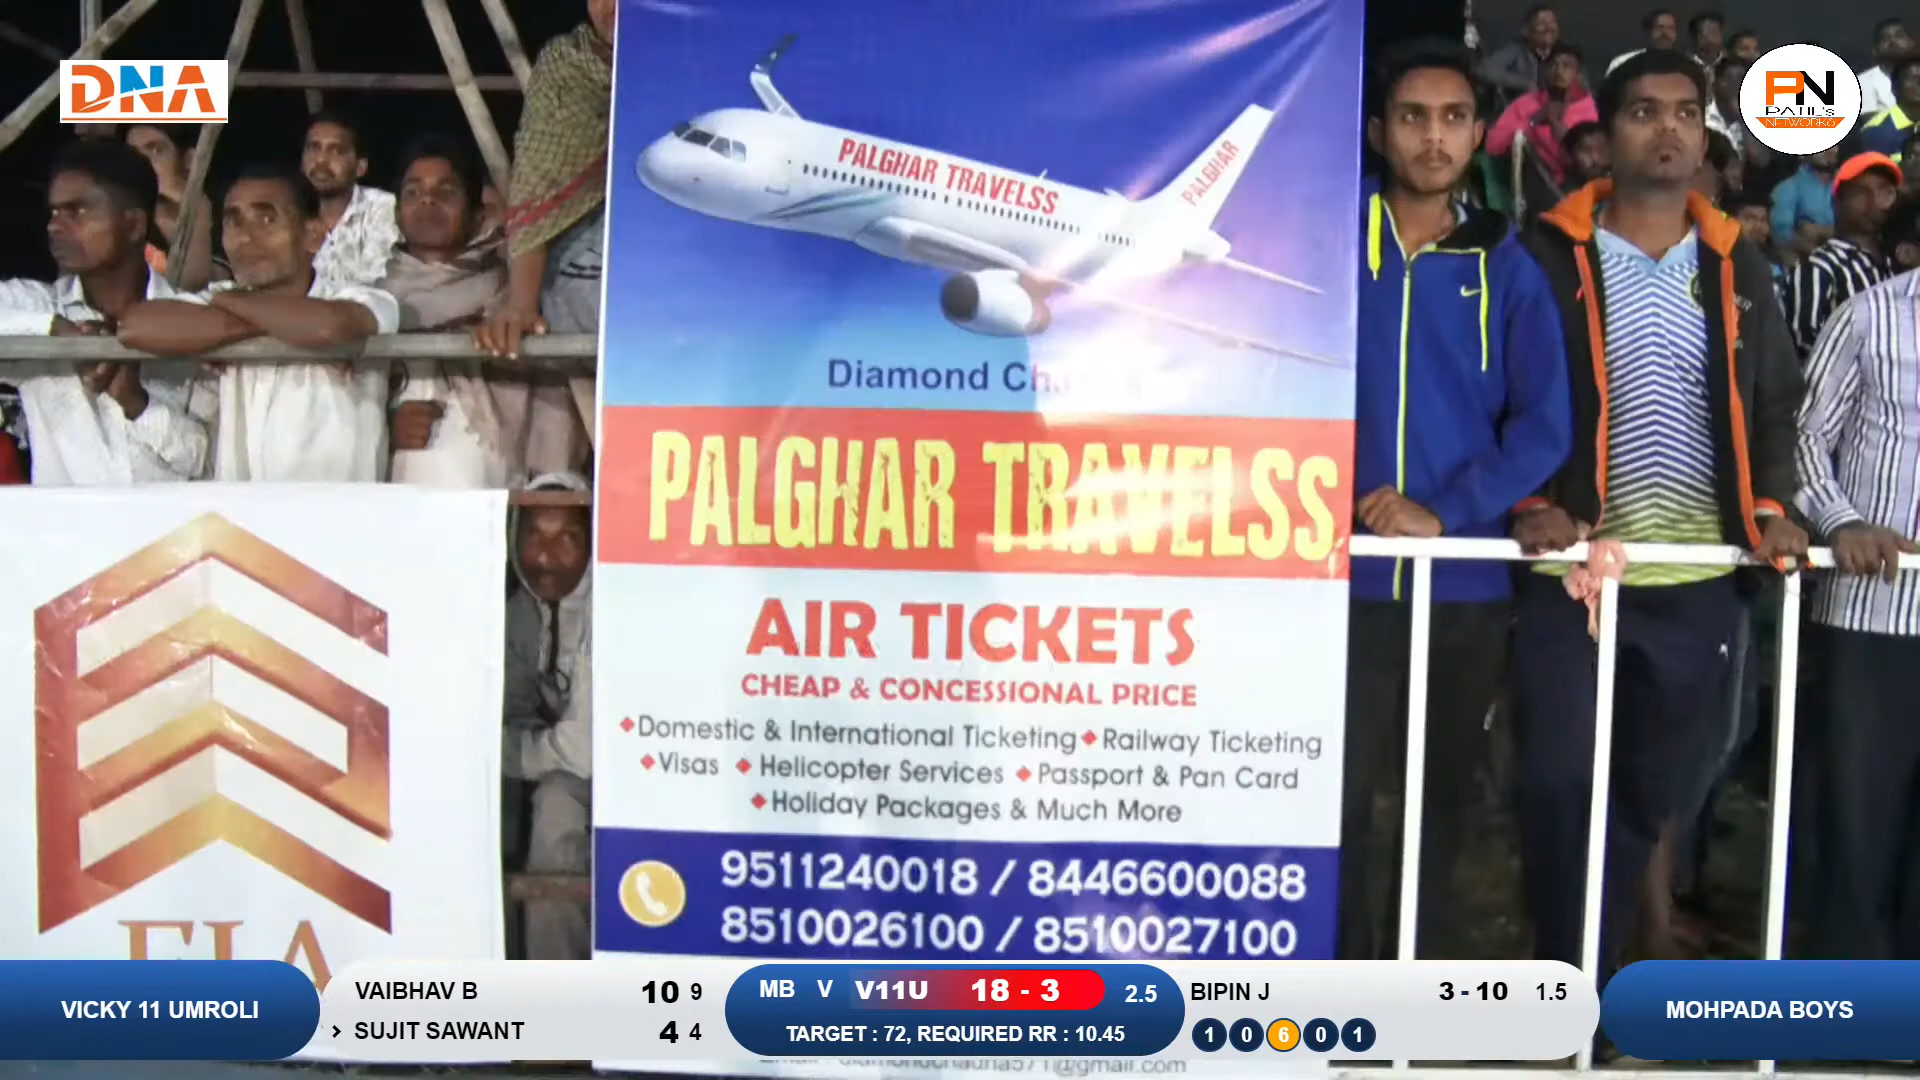 DNA
PN
PATIL's
NETWORKS
PALGHAR TRAVELSS
PALGHAR
Diamond
PALGHAR TRAVELSS
AIR TICKETS
CHEAP & CONCESSIONAL PRICE
Domestic & International Ticketing Railway Ticketing
Visas Helicopter Services Passport & Pan Card
Holiday Packages & Much More
9511240018 / 8446600088
8510026100 / 8510027100
VICKY 11 UMROLI
VAIBHAV B 10 9
> SUJIT SAWANT 4 4
MB V V11U 18 - 3 2.5
TARGET : 72, REQUIRED RR : 10.45
BIPIN J 3 - 10 1.5
1 0 6 0 1
MOHPADA BOYS